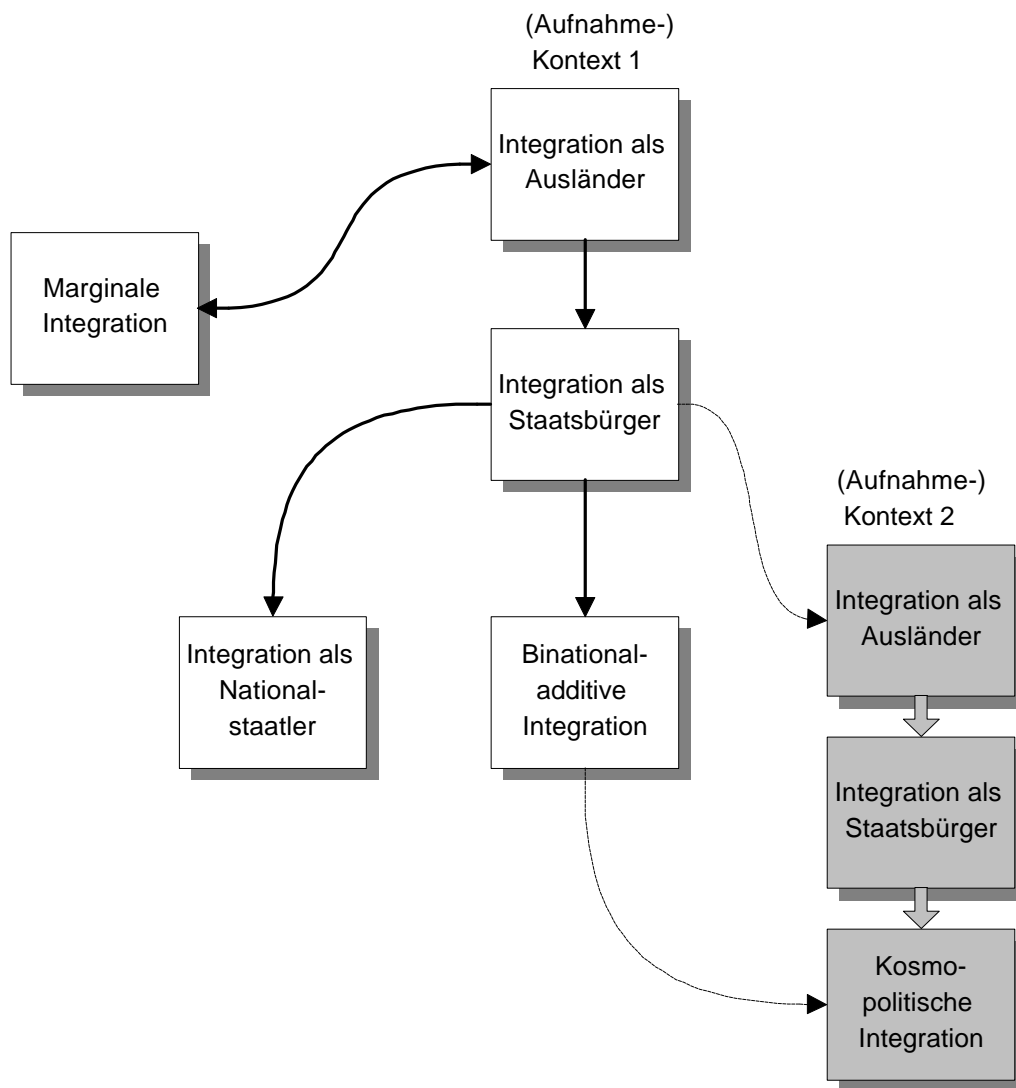 (Aufnahme-)
Kontext 1
Integration als
Ausländer
Marginale
Integration
Integration als
Staatsbürger
(Aufnahme-)
Kontext 2
Integration als
Ausländer
Integration als
National-
staatler
Binational-
additive
Integration
Integration als
Staatsbürger
Kosmo-
politische
Integration